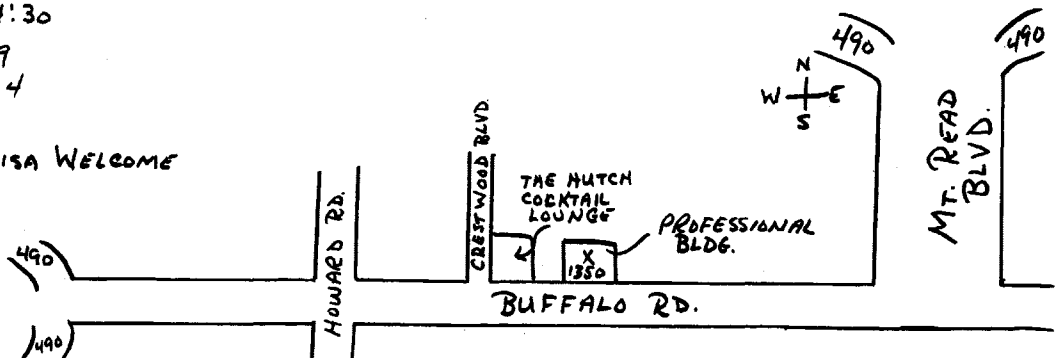 :30
9
4
ISA WELCOME
490
490
N
W E
S
MT. READ
BLVD.
CRESTWOOD BLVD.
THE HUTCH
COCKTAIL
LOUNGE
PROFESSIONAL
BLDG.
X
1350
HOWARD RD.
490
BUFFALO RD.
490